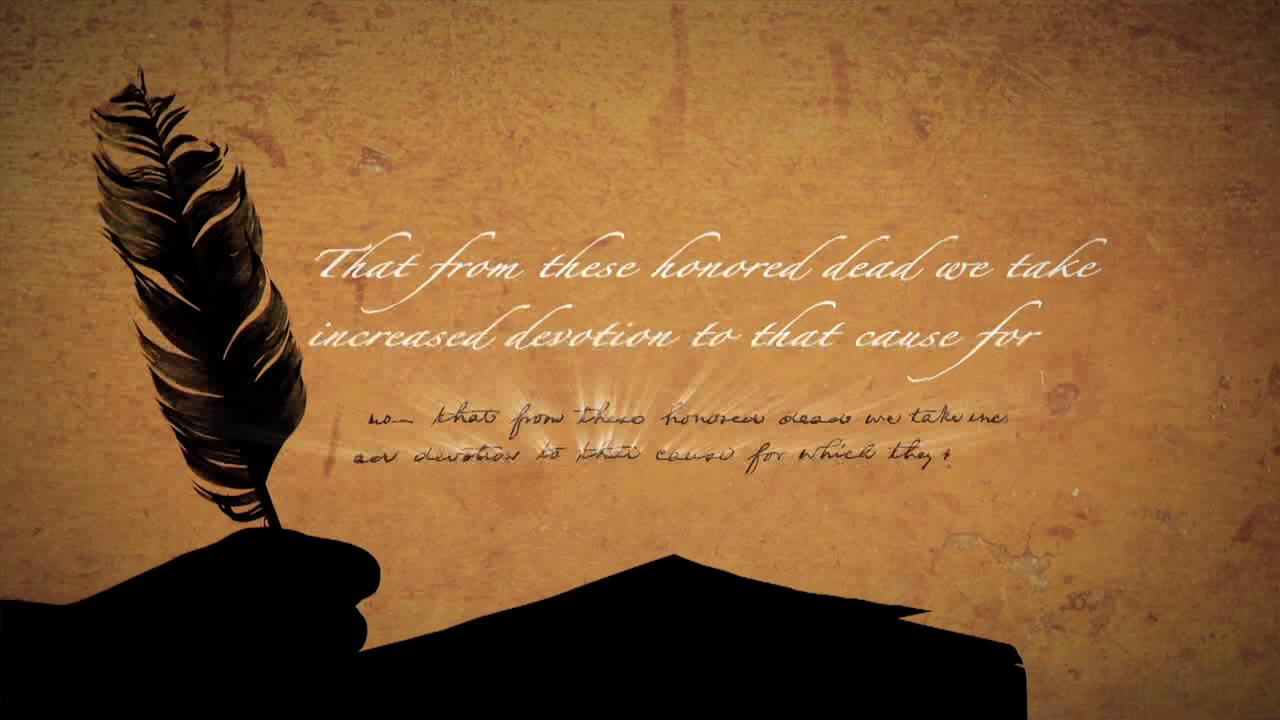 That from these honored dead we take
increased devotion to that cause for
that from these honored dead we take inc
devotion to that cause for which they